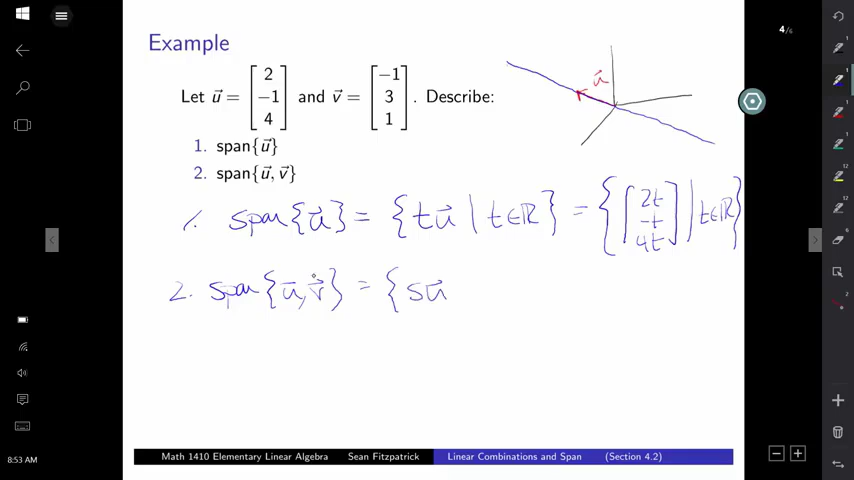 4/6
Example
Let u⃗ = [2 −1 4] and v⃗ = [−1 3 1]. Describe:
u⃗
1. span{u⃗}
2. span{u⃗, v⃗}
1. span{u⃗} = {tu⃗ | t∈ℝ} = {[2t −t 4t] | t∈ℝ}
2. span{u⃗, v⃗} = {su⃗
Math 1410 Elementary Linear Algebra Sean Fitzpatrick Linear Combinations and Span (Section 4.2)
8:53 AM